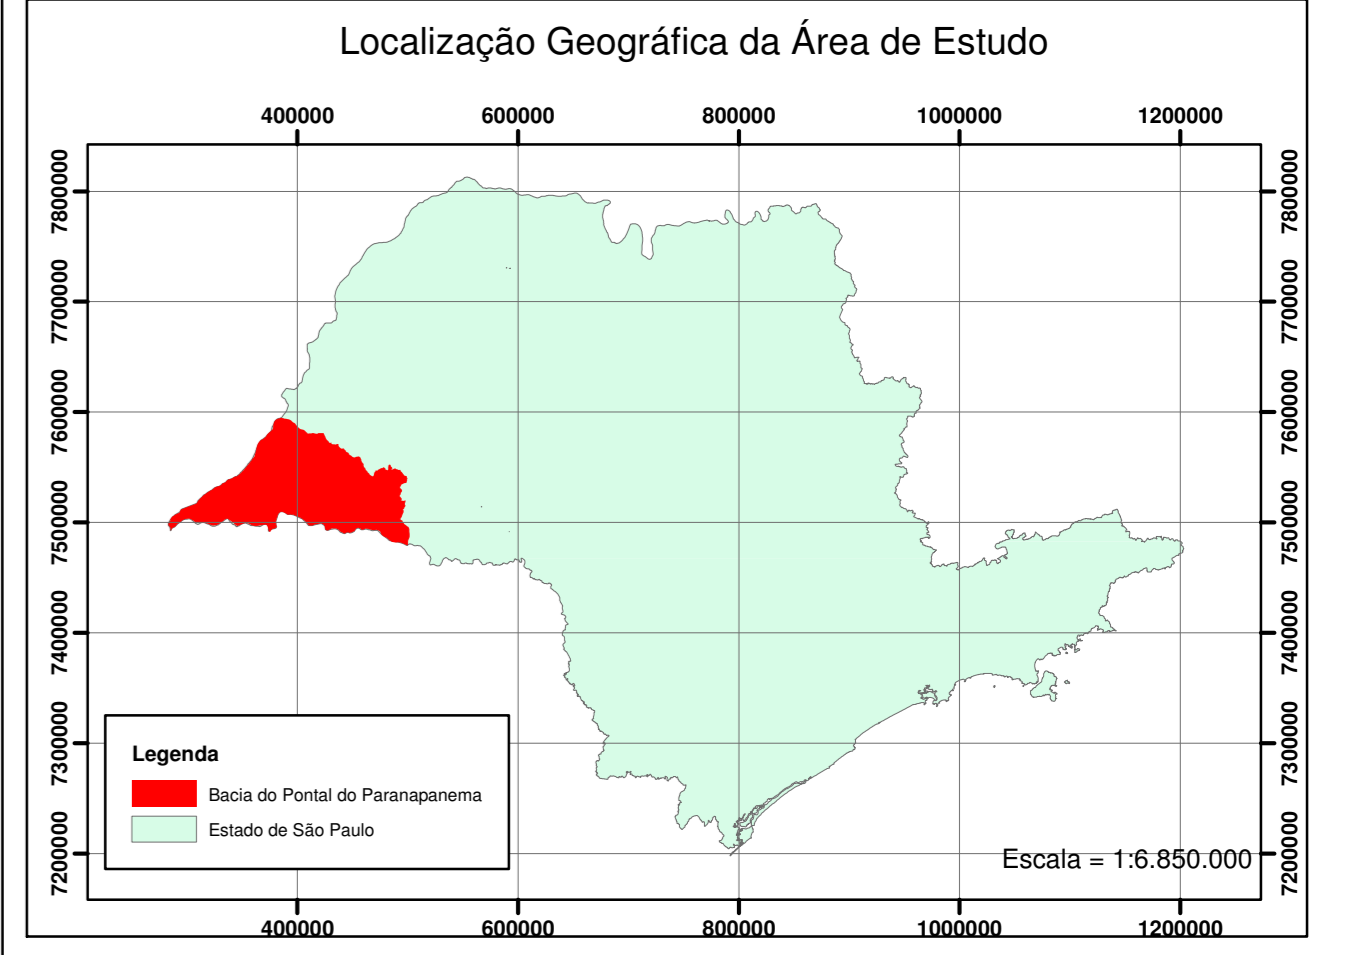 Localização Geográfica da Área de Estudo
400000 600000 800000 1000000 1200000
7800000 7800000
7700000 7700000
7600000 7600000
7500000 7500000
7400000 7400000
7300000 7300000
7200000 7200000
Legenda
Bacia do Pontal do Paranapanema
Estado de São Paulo
Escala = 1:6.850.000
400000 600000 800000 1000000 1200000